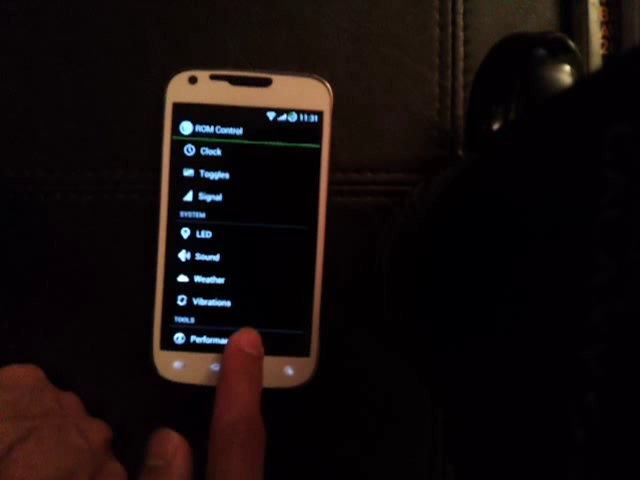 11:31
ROM Control
Clock
Toggles
Signal
SYSTEM
LED
Sound
Weather
Vibrations
TOOLS